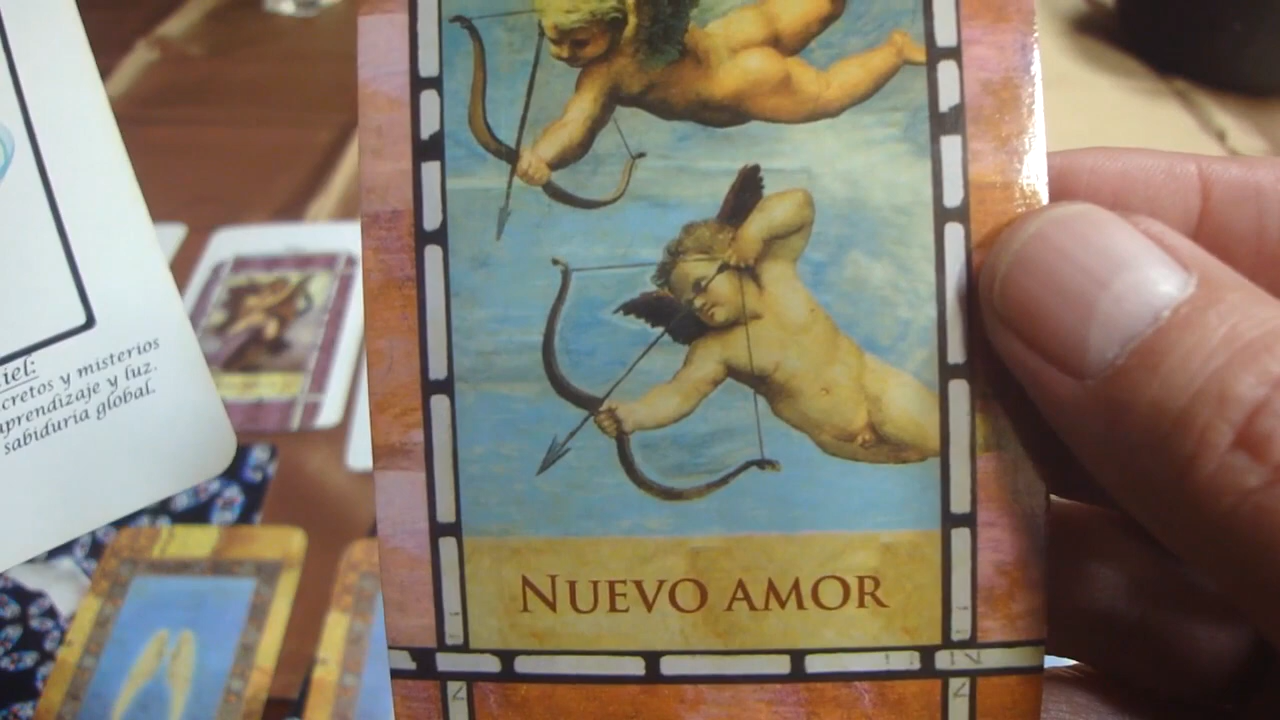 iel:
cretos y misterios
aprendizaje y luz.
sabiduría global.
NUEVO AMOR